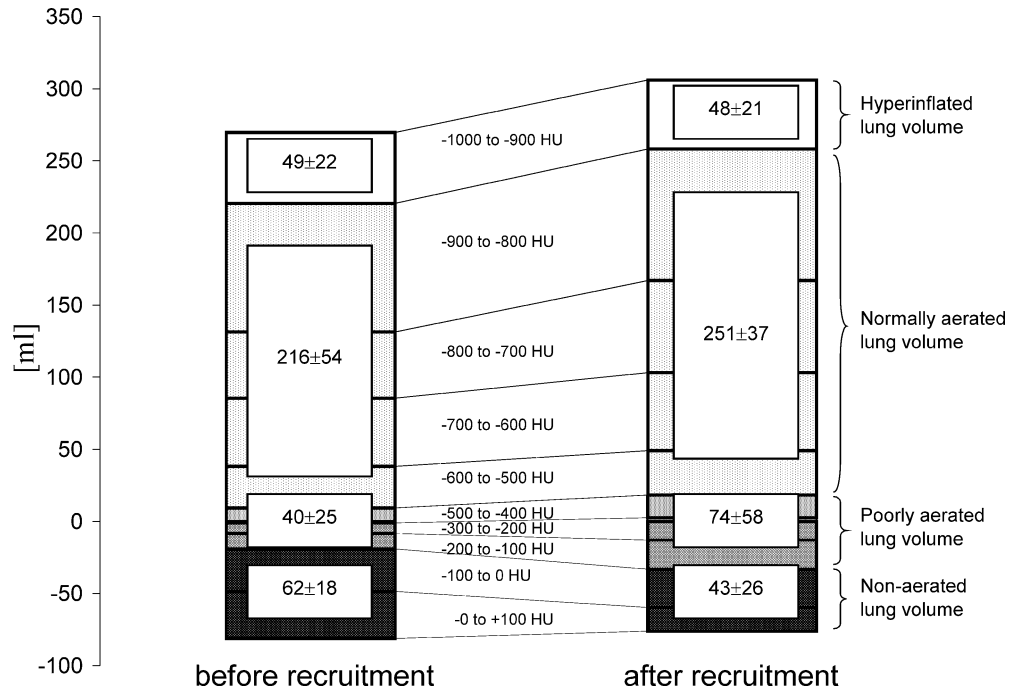 350
300
250
200
150
100
50
0
-50
-100
[ml]
49±22
216±54
40±25
62±18
-1000 to -900 HU
-900 to -800 HU
-800 to -700 HU
-700 to -600 HU
-600 to -500 HU
-500 to -400 HU
-300 to -200 HU
-200 to -100 HU
-100 to 0 HU
-0 to +100 HU
48±21
251±37
74±58
43±26
Hyperinflated
lung volume
Normally aerated
lung volume
Poorly aerated
lung volume
Non-aerated
lung volume
before recruitment
after recruitment